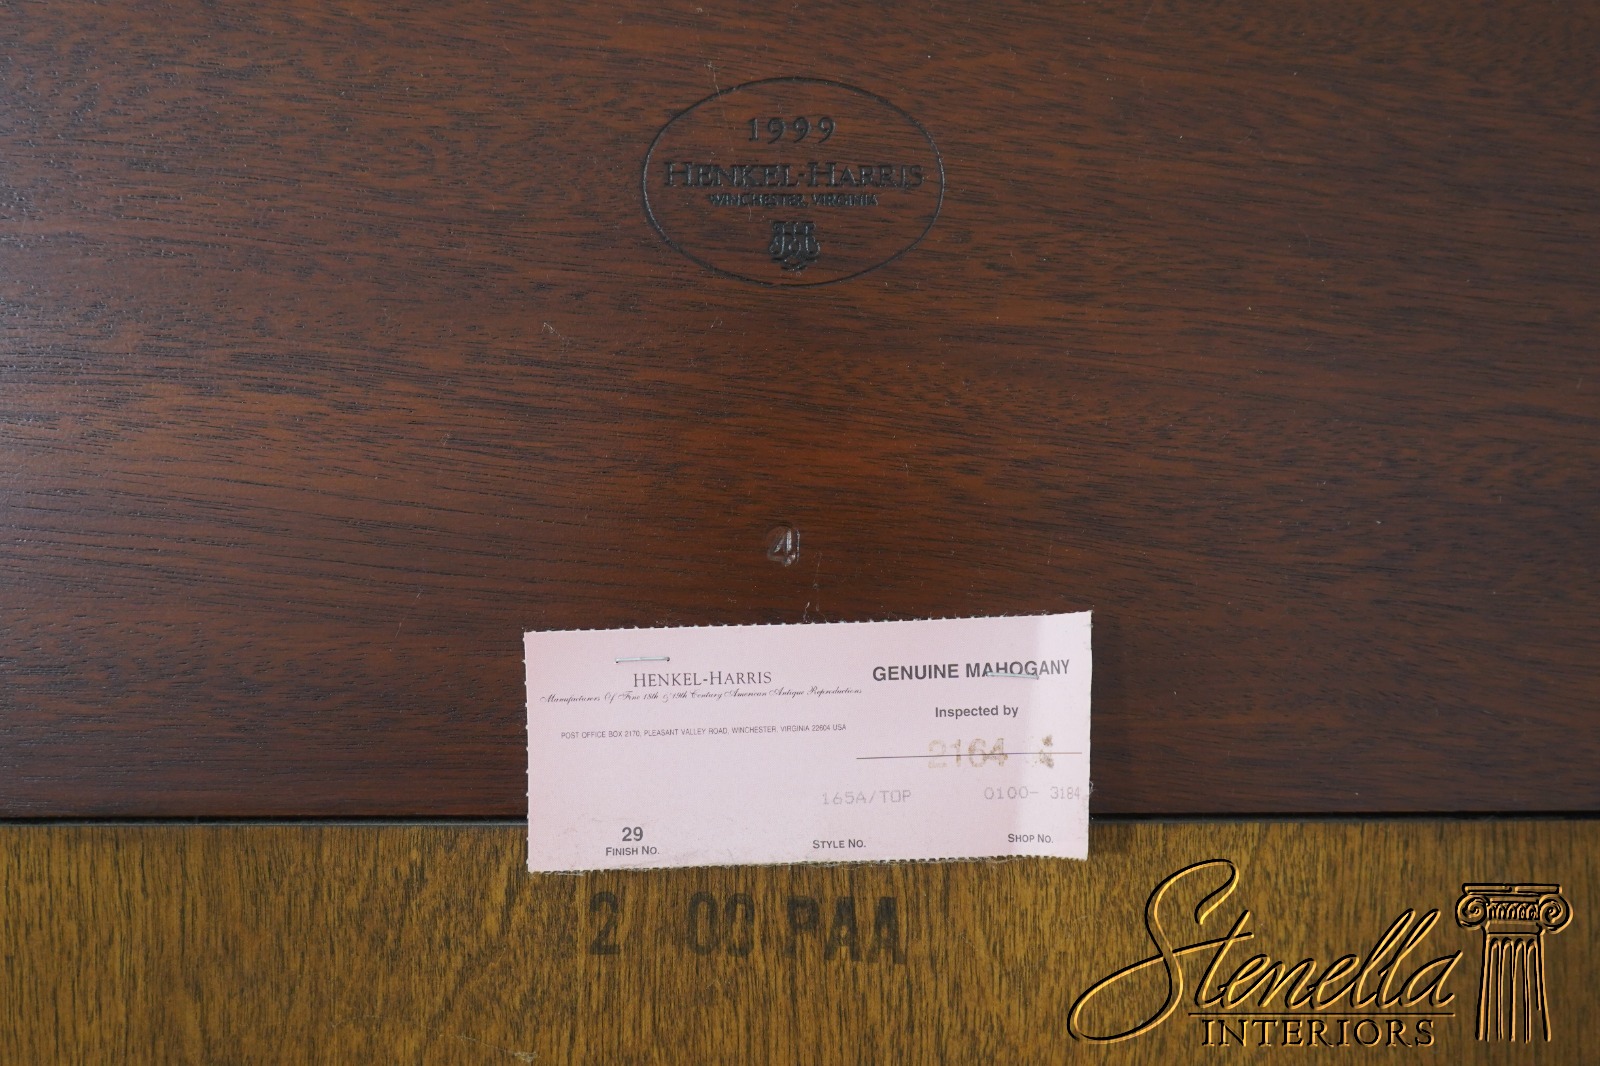 1999
HENKEL-HARRIS
WINCHESTER, VIRGINIA
H
4
HENKEL-HARRIS
Manufacturers Of Fine 18th & 19th Century American Antique Reproductions
POST OFFICE BOX 2170, PLEASANT VALLEY ROAD, WINCHESTER, VIRGINIA 22604 USA
GENUINE MAHOGANY
Inspected by
2164
165A/TOP
0100- 3184
29
FINISH NO.
STYLE NO.
SHOP NO.
2 03 PAA
Stenella
INTERIORS